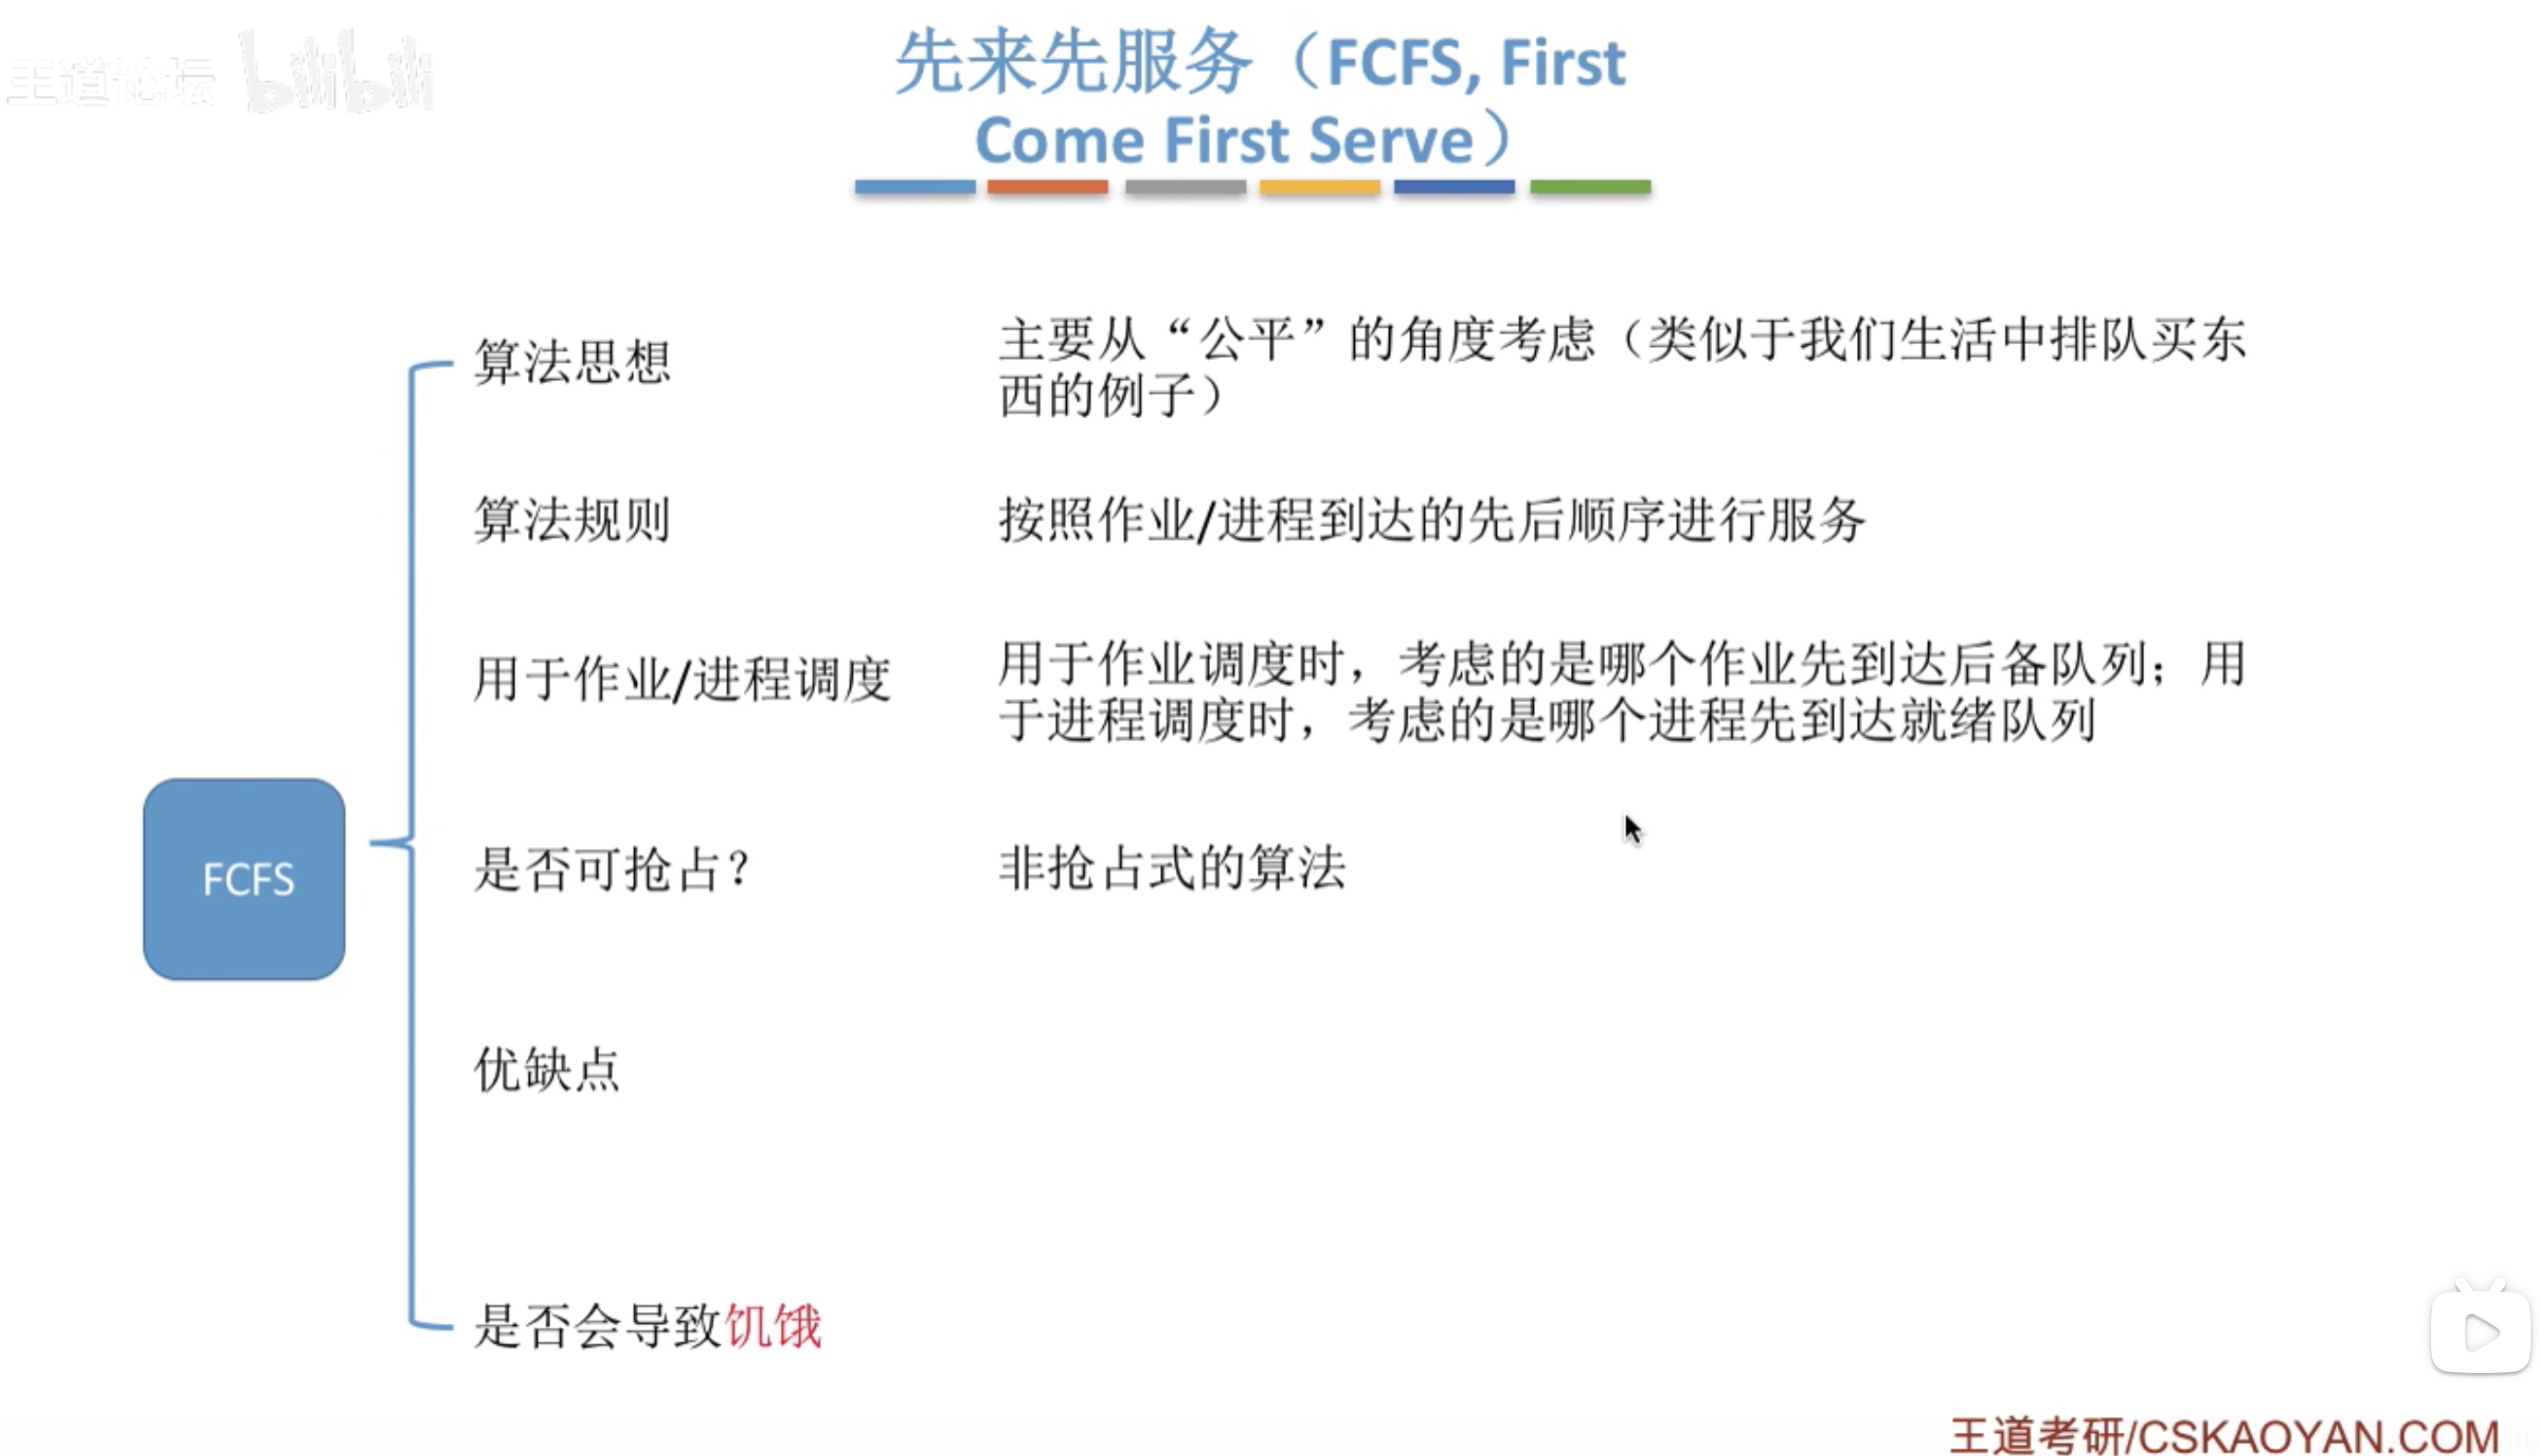 王道论坛 bilibili
先来先服务（FCFS, First
Come First Serve）
算法思想
主要从“公平”的角度考虑（类似于我们生活中排队买东
西的例子）
算法规则
按照作业/进程到达的先后顺序进行服务
用于作业/进程调度
用于作业调度时，考虑的是哪个作业先到达后备队列；用
于进程调度时，考虑的是哪个进程先到达就绪队列
FCFS
是否可抢占？
非抢占式的算法
优缺点
是否会导致饥饿
王道考研/CSKAOYAN.COM